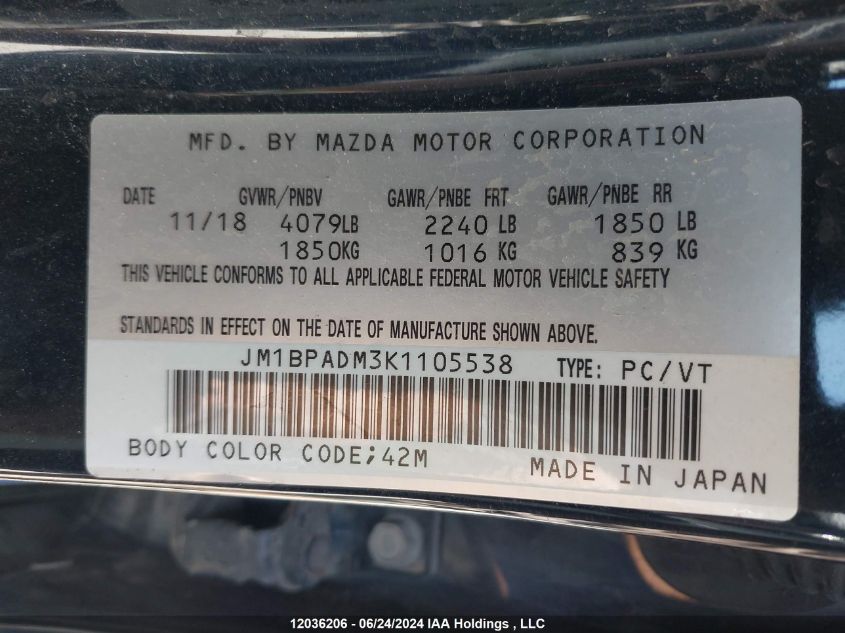 MFD. BY MAZDA MOTOR CORPORATION
DATE GVWR/PNBV GAWR/PNBE FRT GAWR/PNBE RR
11/18 4079LB 2240 LB 1850 LB
1850KG 1016 KG 839 KG
THIS VEHICLE CONFORMS TO ALL APPLICABLE FEDERAL MOTOR VEHICLE SAFETY
STANDARDS IN EFFECT ON THE DATE OF MANUFACTURE SHOWN ABOVE.
JM1BPADM3K1105538 TYPE: PC/VT
BODY COLOR CODE;42M
MADE IN JAPAN
12036206 - 06/24/2024 IAA Holdings , LLC